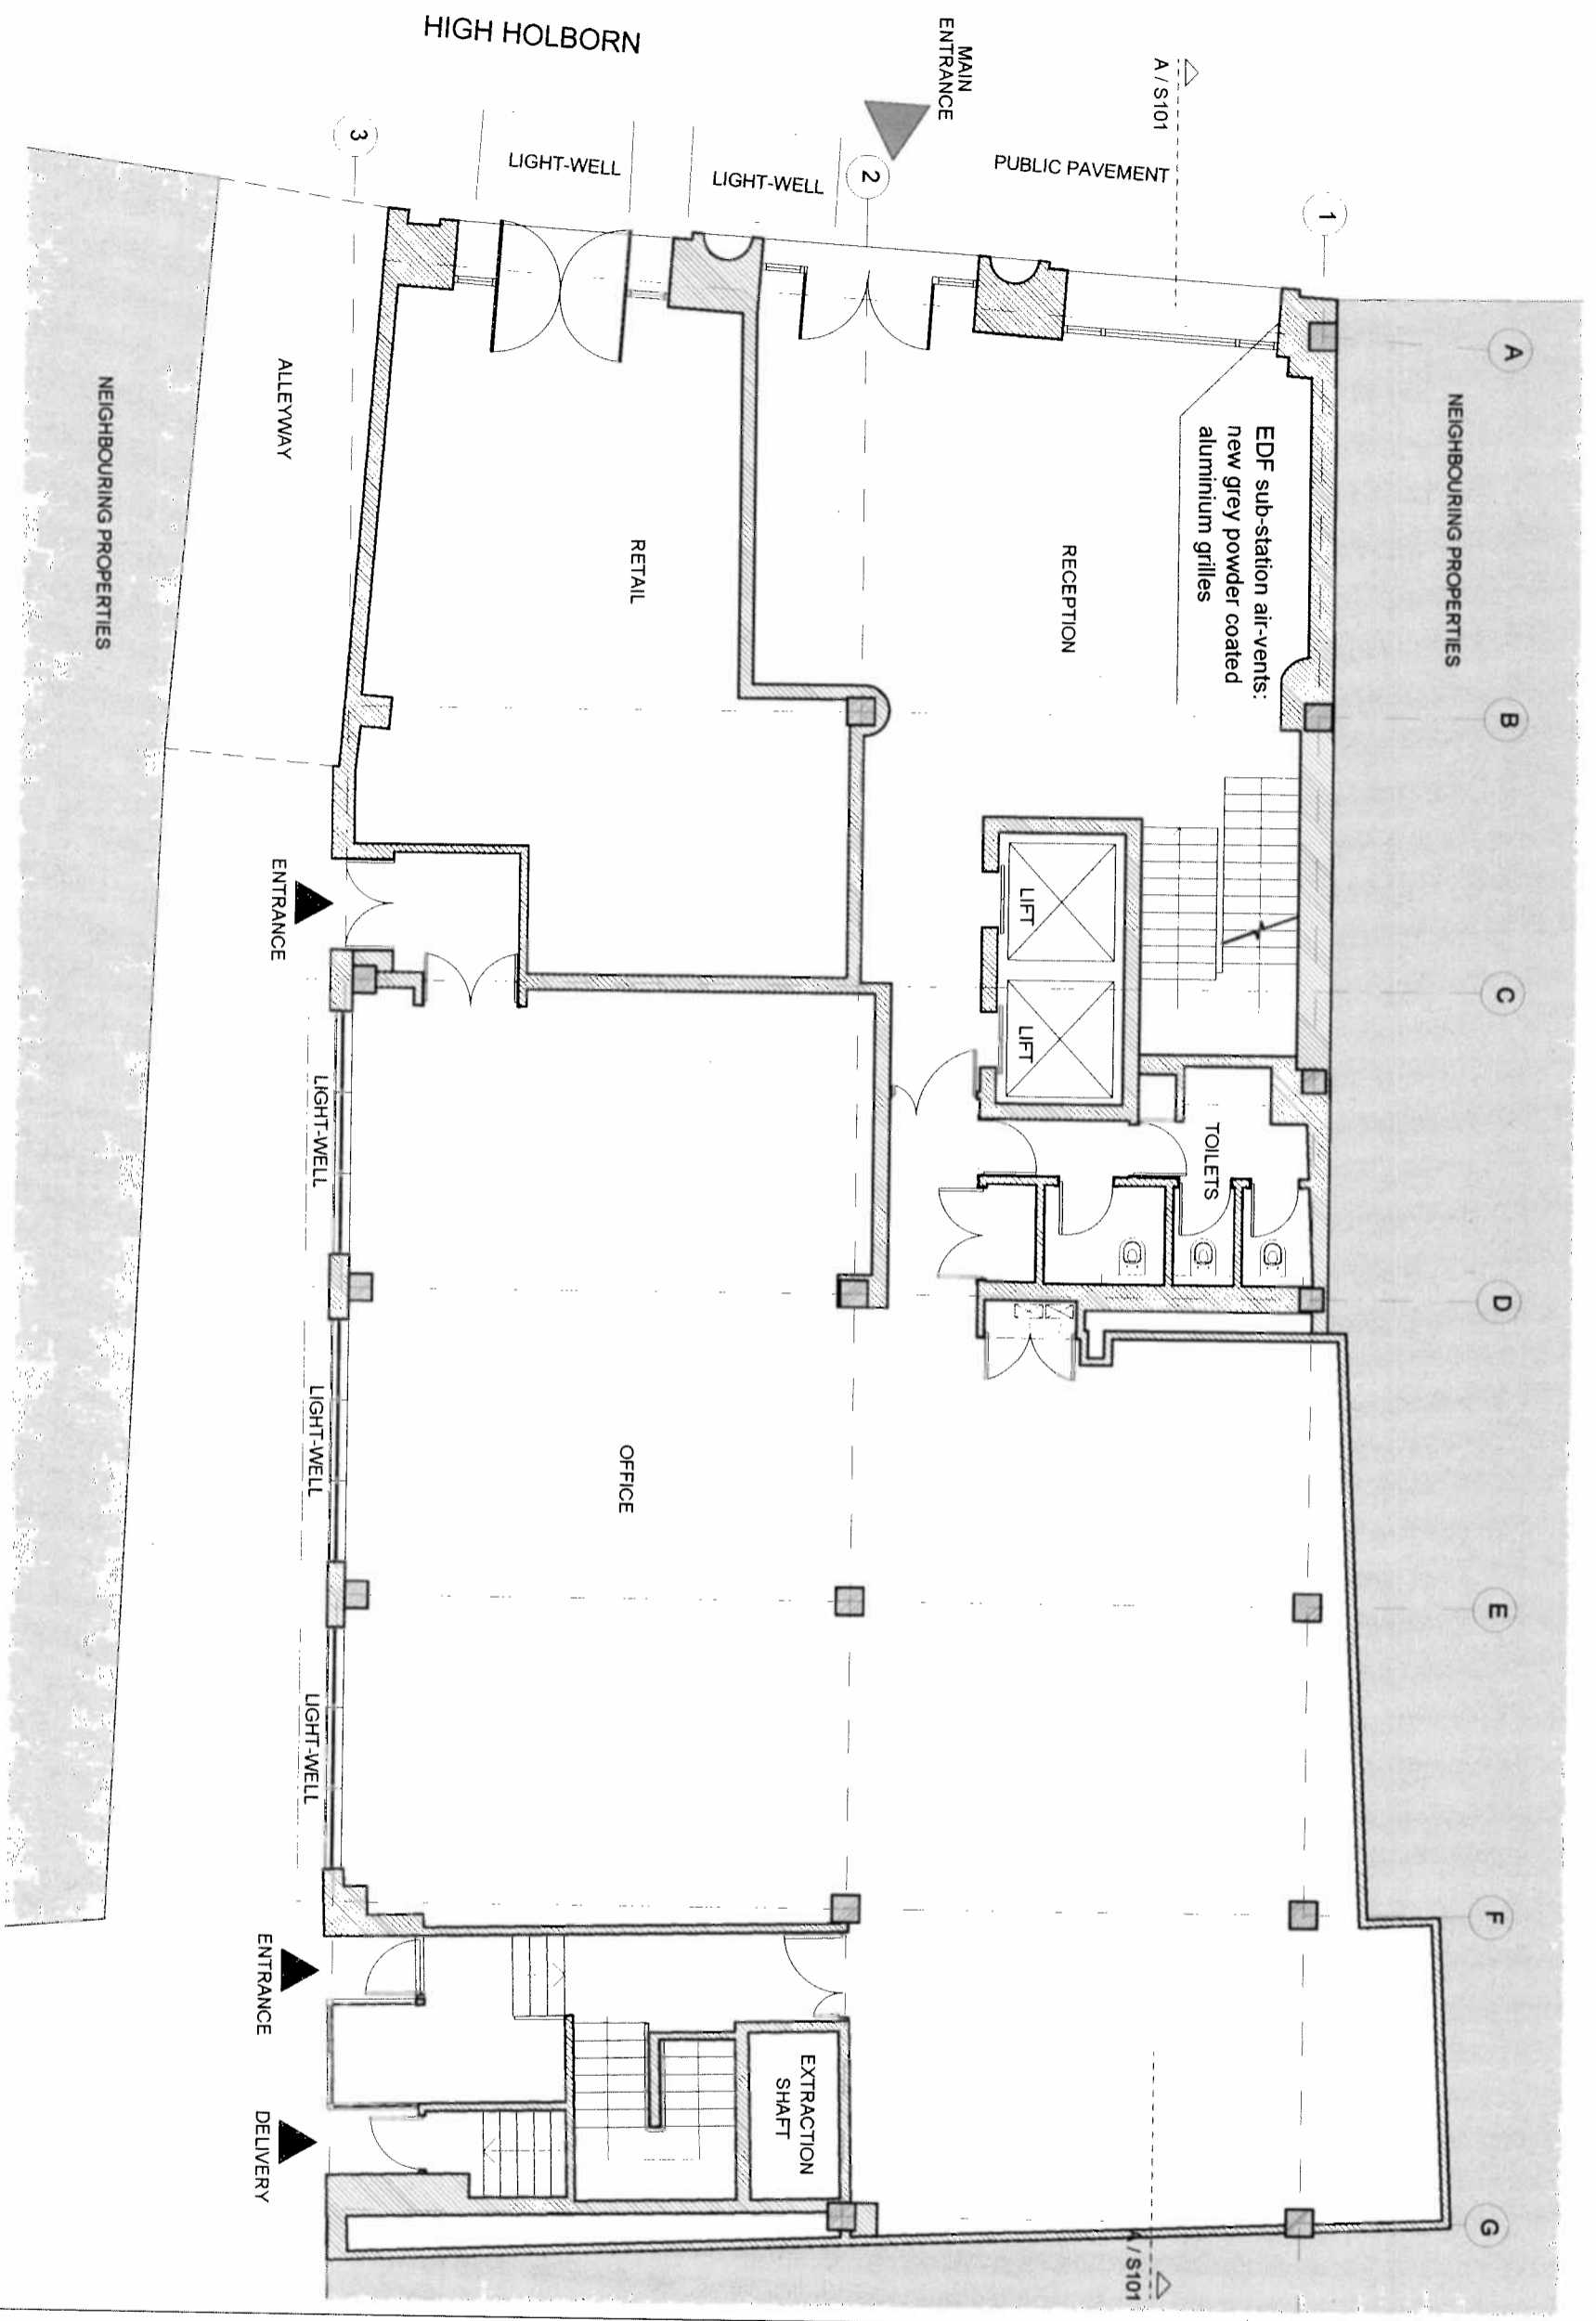 HIGH HOLBORN
MAIN
ENTRANCE
A / S101
PUBLIC PAVEMENT
LIGHT-WELL
LIGHT-WELL
3
2
1
A
B
C
D
E
F
G
NEIGHBOURING PROPERTIES
EDF sub-station air-vents:
new grey powder coated
aluminium grilles
RECEPTION
RETAIL
ALLEYWAY
NEIGHBOURING PROPERTIES
ENTRANCE
LIFT
LIFT
TOILETS
LIGHT-WELL
LIGHT-WELL
LIGHT-WELL
OFFICE
ENTRANCE
DELIVERY
EXTRACTION
SHAFT
A / S101